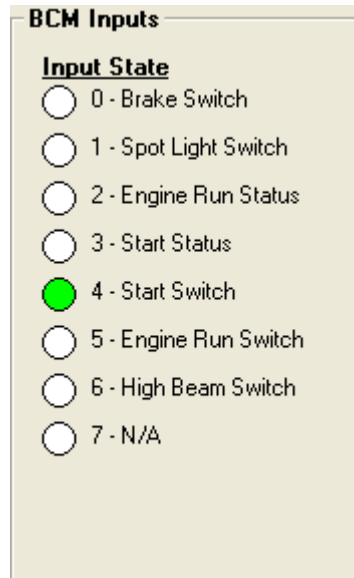 BCM Inputs
Input State
0 - Brake Switch
1 - Spot Light Switch
2 - Engine Run Status
3 - Start Status
4 - Start Switch
5 - Engine Run Switch
6 - High Beam Switch
7 - N/A